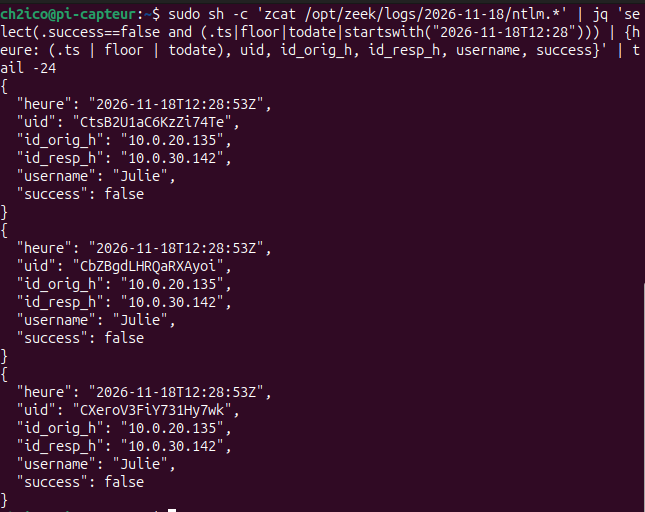 ch2ico@pi-capteur:~$ sudo sh -c 'zcat /opt/zeek/logs/2026-11-18/ntlm.*' | jq 'se
lect(.success==false and (.ts|floor|todate|startswith("2026-11-18T12:28"))) | {h
eure: (.ts | floor | todate), uid, id_orig_h, id_resp_h, username, success}' | t
ail -24
{
  "heure": "2026-11-18T12:28:53Z",
  "uid": "CtsB2U1aC6KzZi74Te",
  "id_orig_h": "10.0.20.135",
  "id_resp_h": "10.0.30.142",
  "username": "Julie",
  "success": false
}
{
  "heure": "2026-11-18T12:28:53Z",
  "uid": "CbZBgdLHRQaRXAyoi",
  "id_orig_h": "10.0.20.135",
  "id_resp_h": "10.0.30.142",
  "username": "Julie",
  "success": false
}
{
  "heure": "2026-11-18T12:28:53Z",
  "uid": "CXeroV3FiY731Hy7wk",
  "id_orig_h": "10.0.20.135",
  "id_resp_h": "10.0.30.142",
  "username": "Julie",
  "success": false
}